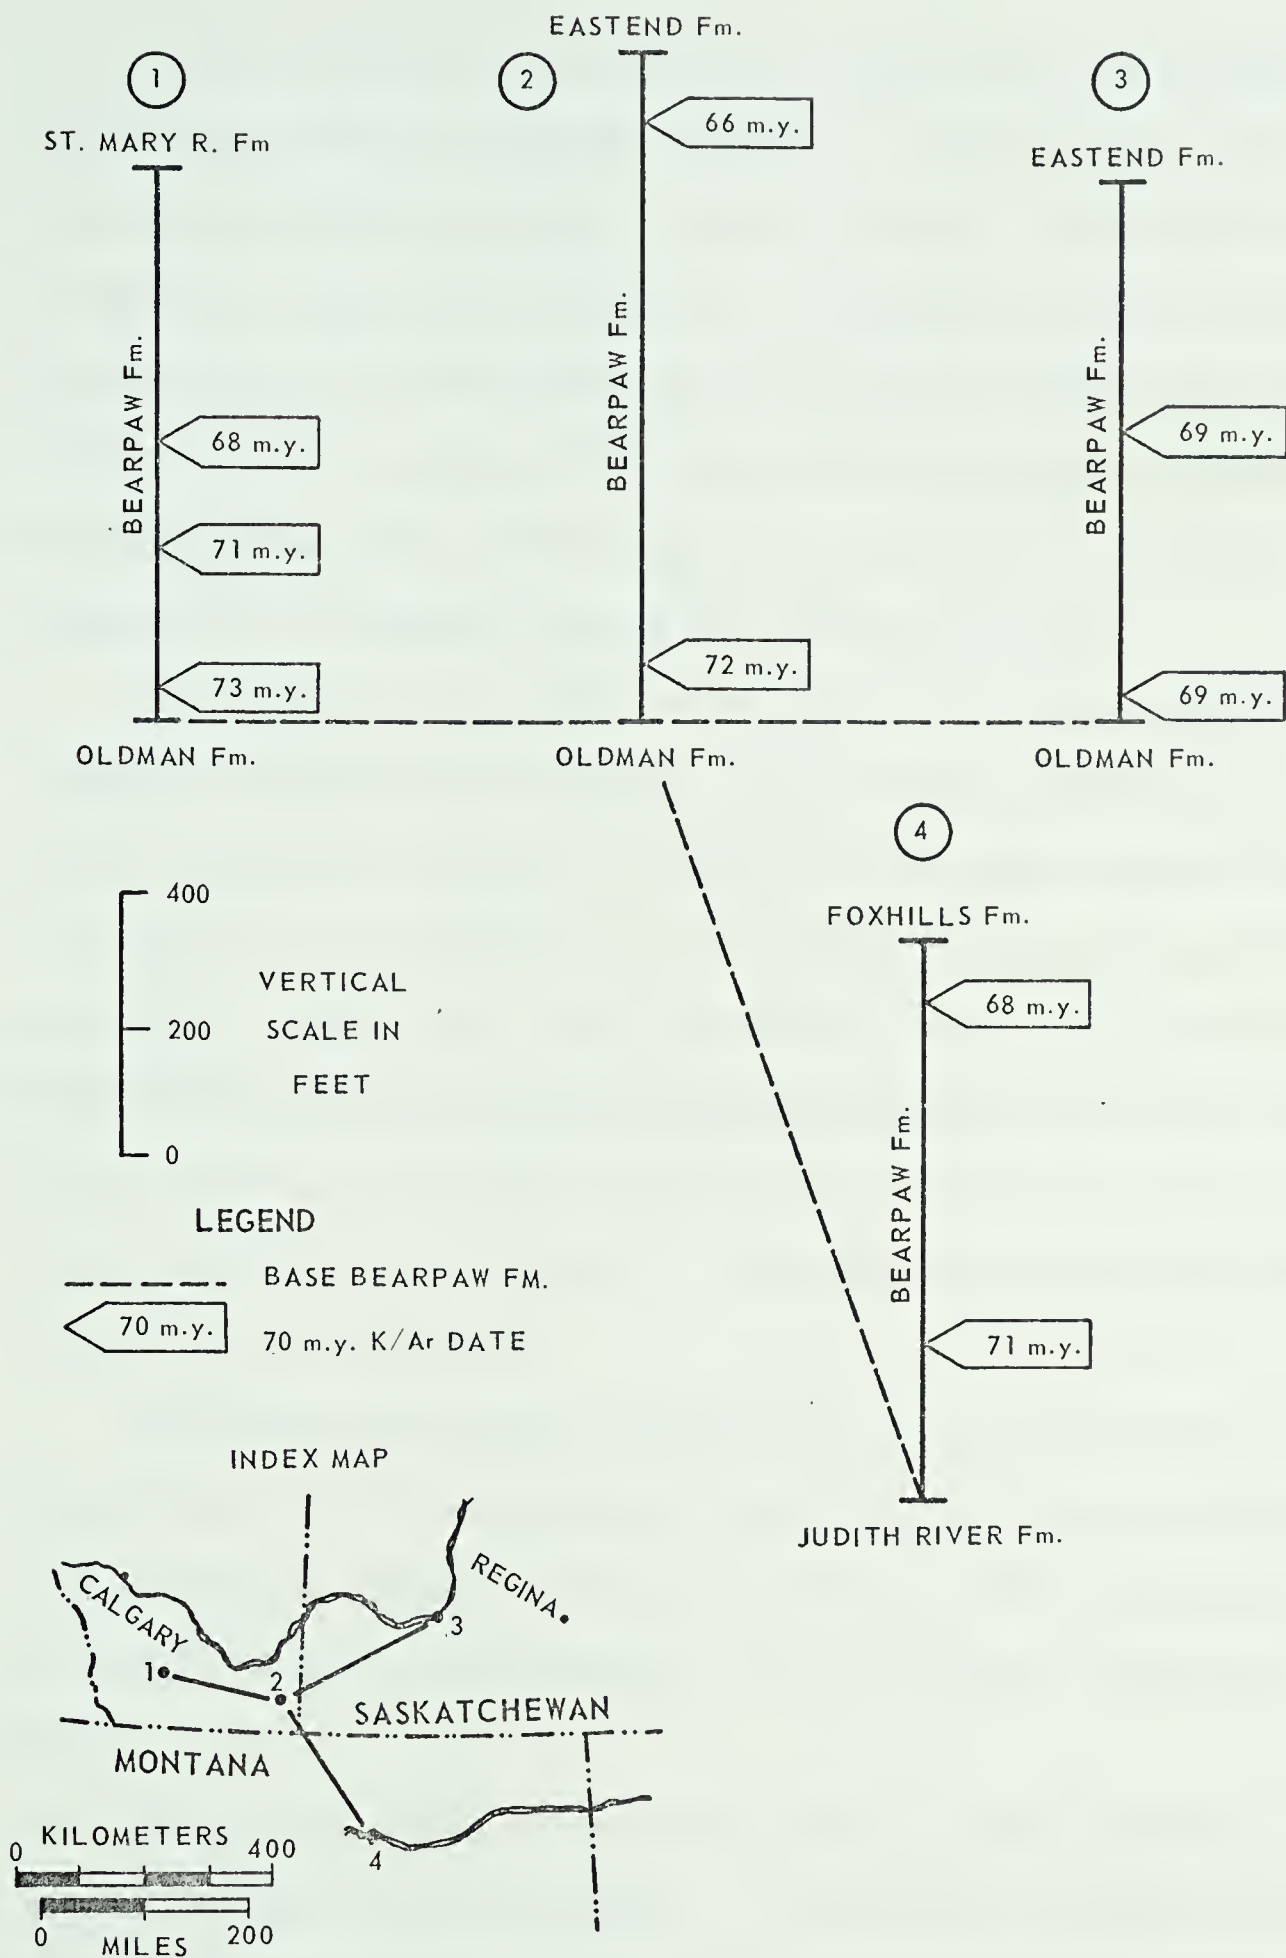 EASTEND Fm.
1
2
3
ST. MARY R. Fm
EASTEND Fm.
66 m.y.
BEARPAW Fm.
BEARPAW Fm.
BEARPAW Fm.
68 m.y.
69 m.y.
71 m.y.
72 m.y.
73 m.y.
69 m.y.
OLDMAN Fm.
OLDMAN Fm.
OLDMAN Fm.
4
FOXHILLS Fm.
68 m.y.
BEARPAW Fm.
71 m.y.
JUDITH RIVER Fm.
400
200
0
VERTICAL
SCALE IN
FEET
LEGEND
BASE BEARPAW FM.
70 m.y.
70 m.y. K/Ar DATE
INDEX MAP
CALGARY
REGINA
1
2
3
SASKATCHEWAN
MONTANA
4
0 KILOMETERS 400
0 MILES 200